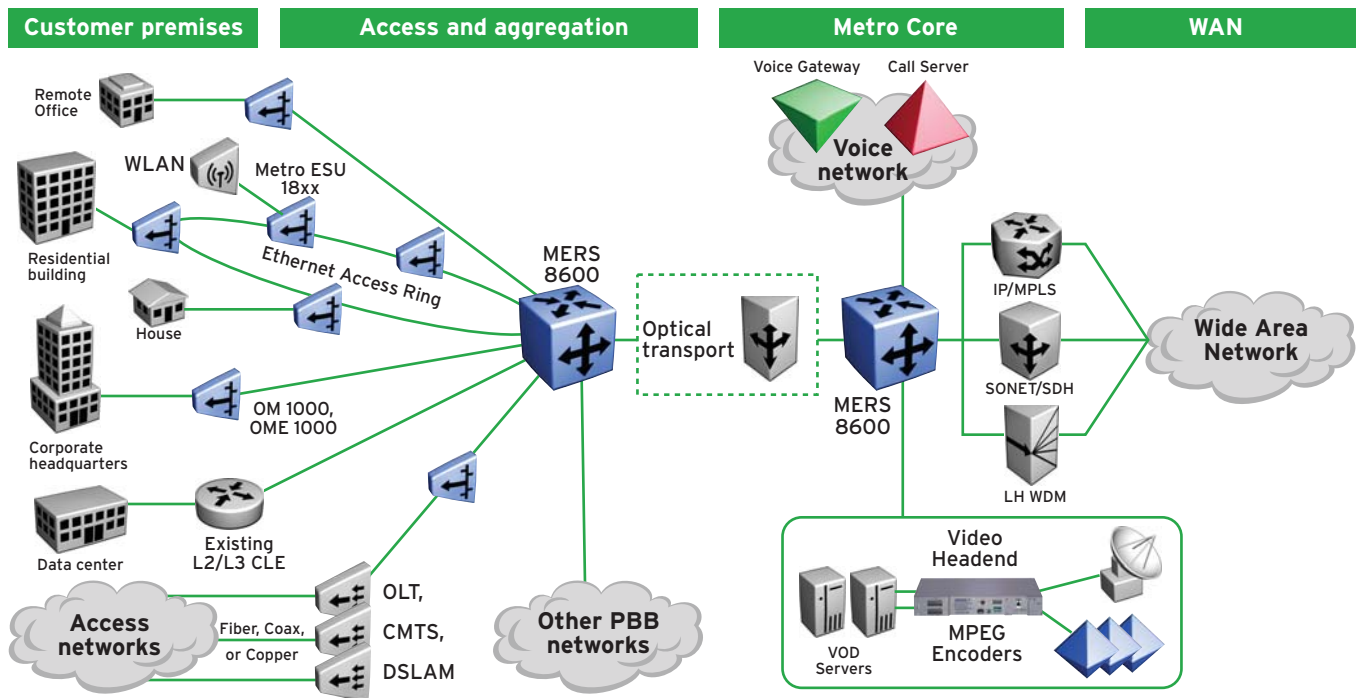 Customer premises
Access and aggregation
Metro Core
WAN
Remote
Office
WLAN
Metro ESU
18xx
Residential
building
Ethernet Access Ring
House
Corporate
headquarters
OM 1000,
OME 1000
Data center
Existing
L2/L3 CLE
Access
networks
Fiber, Coax,
or Copper
OLT,
CMTS,
DSLAM
MERS
8600
Other PBB
networks
Optical
transport
Voice Gateway
Call Server
Voice
network
MERS
8600
IP/MPLS
SONET/SDH
LH WDM
Wide Area
Network
Video
Headend
VOD
Servers
MPEG
Encoders